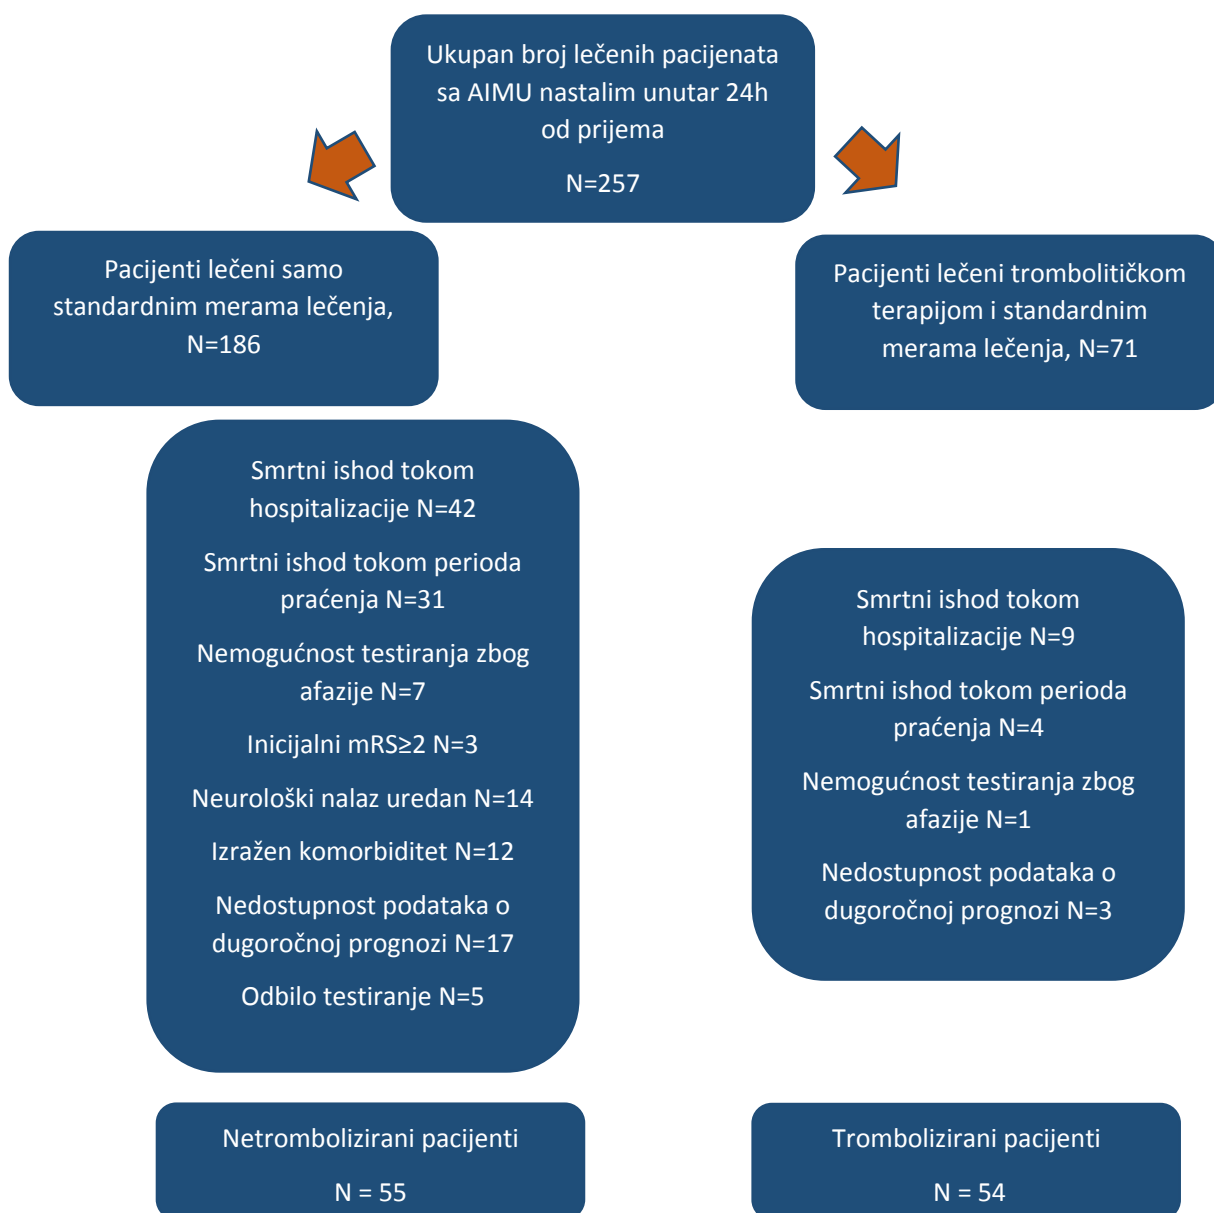 Ukupan broj lečenih pacijenata
sa AIMU nastalim unutar 24h
od prijema
N=257
Pacijenti lečeni samo
standardnim merama lečenja,
N=186
Pacijenti lečeni trombolitičkom
terapijom i standardnim
merama lečenja, N=71
Smrtni ishod tokom
hospitalizacije N=42
Smrtni ishod tokom perioda
praćenja N=31
Nemogućnost testiranja zbog
afazije N=7
Inicijalni mRS≥2 N=3
Neurološki nalaz uredan N=14
Izražen komorbiditet N=12
Nedostupnost podataka o
dugoročnoj prognozi N=17
Odbilo testiranje N=5
Smrtni ishod tokom
hospitalizacije N=9
Smrtni ishod tokom perioda
praćenja N=4
Nemogućnost testiranja zbog
afazije N=1
Nedostupnost podataka o
dugoročnoj prognozi N=3
Netrombolizirani pacijenti
N = 55
Trombolizirani pacijenti
N = 54